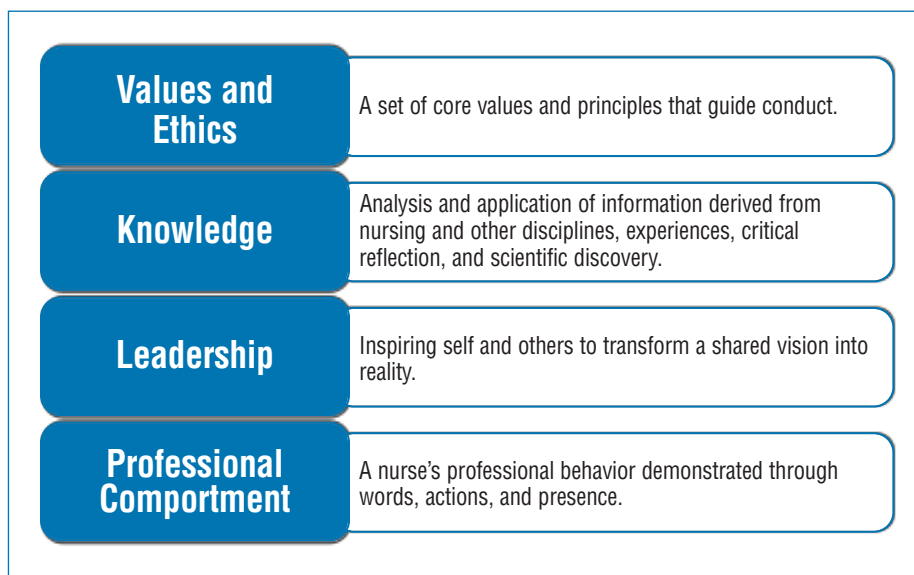 Values and
Ethics
A set of core values and principles that guide conduct.
Knowledge
Analysis and application of information derived from
nursing and other disciplines, experiences, critical
reflection, and scientific discovery.
Leadership
Inspiring self and others to transform a shared vision into
reality.
Professional
Comportment
A nurse’s professional behavior demonstrated through
words, actions, and presence.